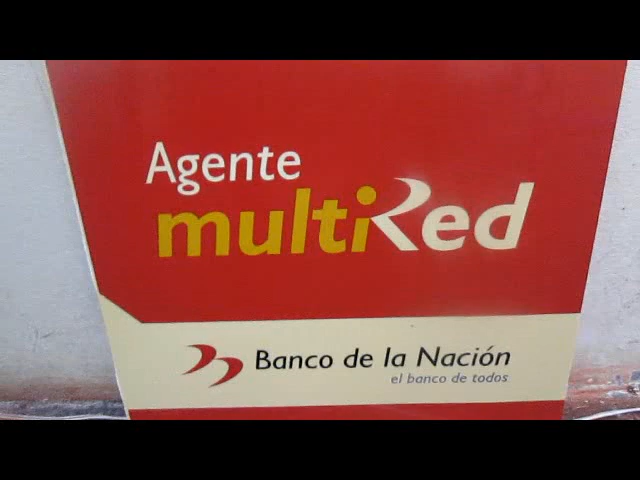 Agente
multiRed
Banco de la Nación
el banco de todos